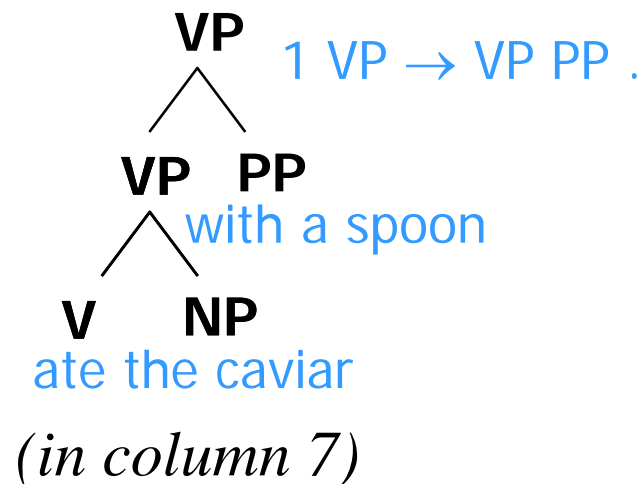 VP 1 VP → VP PP .
VP PP
with a spoon
V NP
ate the caviar
(in column 7)